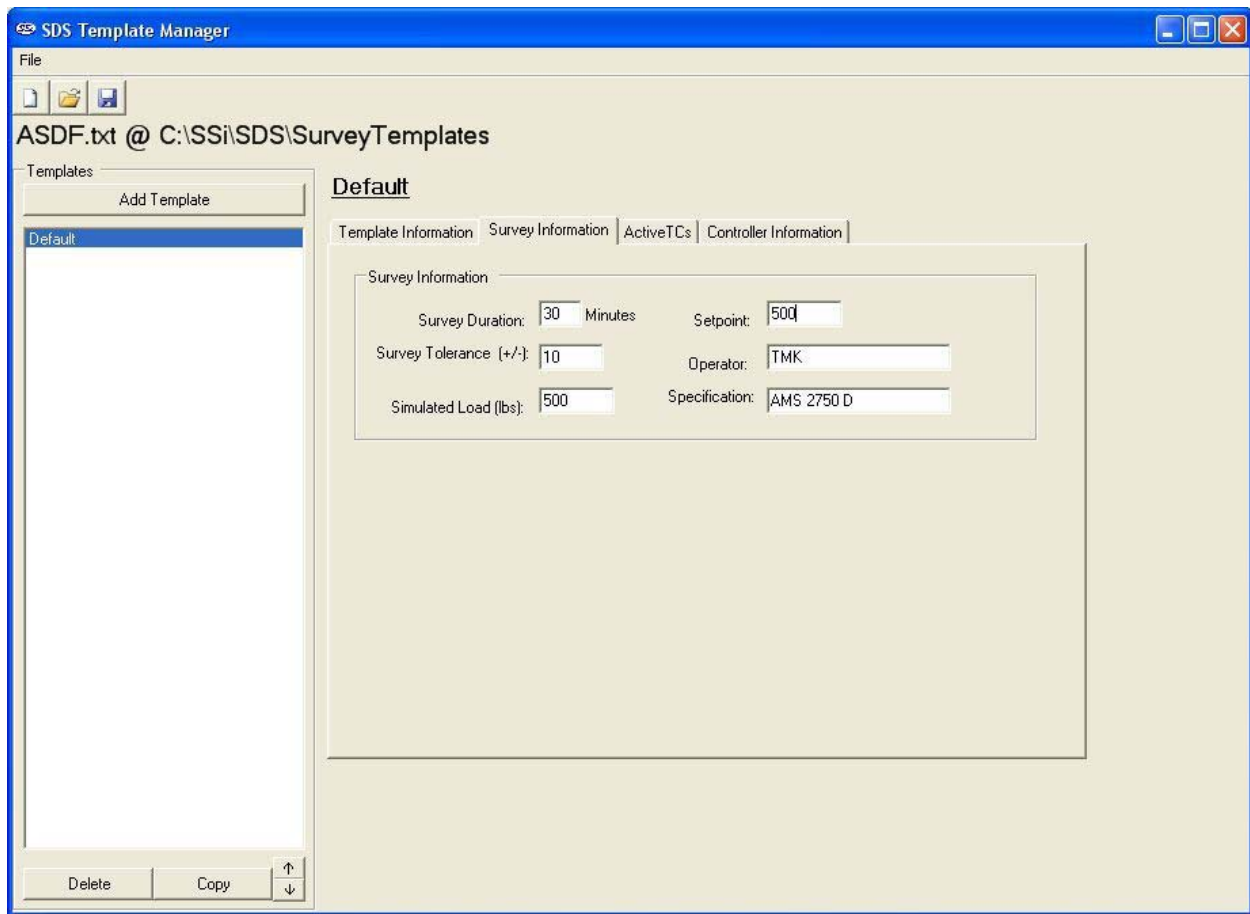 SDS Template Manager
File
ASDF.txt @ C:\SSi\SDS\SurveyTemplates
Templates
Add Template
Default
Delete
Copy
Default
Template Information
Survey Information
ActiveTCs
Controller Information
Survey Information
Survey Duration: 30 Minutes
Setpoint: 500
Survey Tolerance (+/-): 10
Operator: TMK
Simulated Load (lbs): 500
Specification: AMS 2750 D